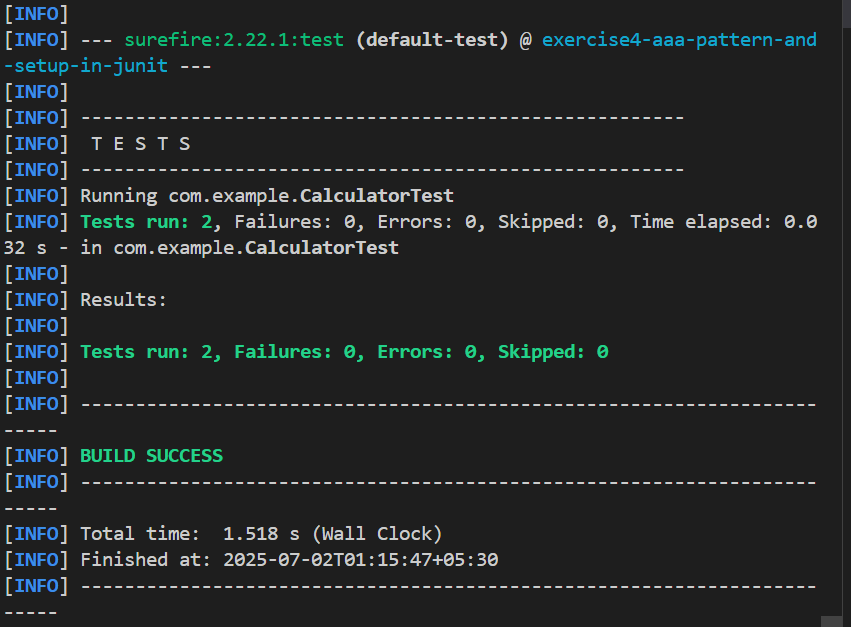 [INFO]
[INFO] --- surefire:2.22.1:test (default-test) @ exercise4-aaa-pattern-and
-setup-in-junit ---
[INFO]
[INFO] -------------------------------------------------------
[INFO]  T E S T S
[INFO] -------------------------------------------------------
[INFO] Running com.example.CalculatorTest
[INFO] Tests run: 2, Failures: 0, Errors: 0, Skipped: 0, Time elapsed: 0.0
32 s - in com.example.CalculatorTest
[INFO]
[INFO] Results:
[INFO]
[INFO] Tests run: 2, Failures: 0, Errors: 0, Skipped: 0
[INFO]
[INFO] -------------------------------------------------------------------
-----
[INFO] BUILD SUCCESS
[INFO] -------------------------------------------------------------------
-----
[INFO] Total time:  1.518 s (Wall Clock)
[INFO] Finished at: 2025-07-02T01:15:47+05:30
[INFO] -------------------------------------------------------------------
-----